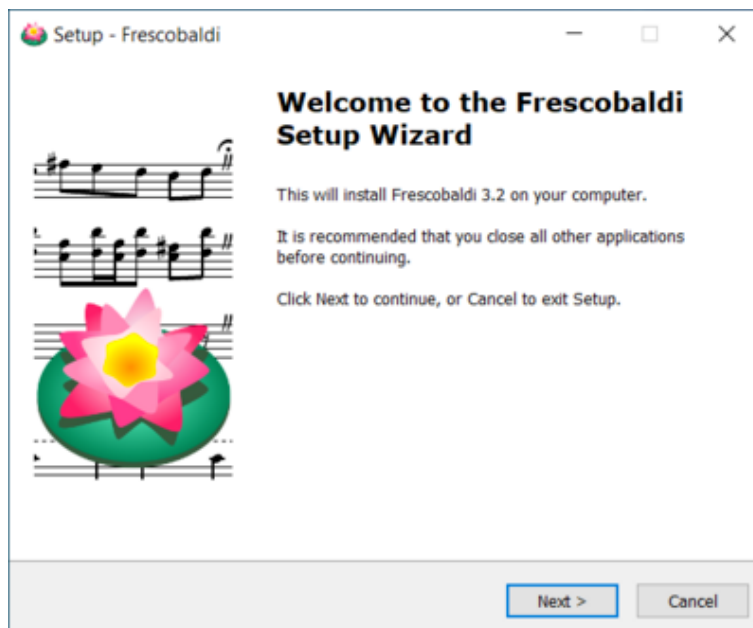 Setup - Frescobaldi
Welcome to the Frescobaldi
Setup Wizard
This will install Frescobaldi 3.2 on your computer.
It is recommended that you close all other applications
before continuing.
Click Next to continue, or Cancel to exit Setup.
Next >
Cancel